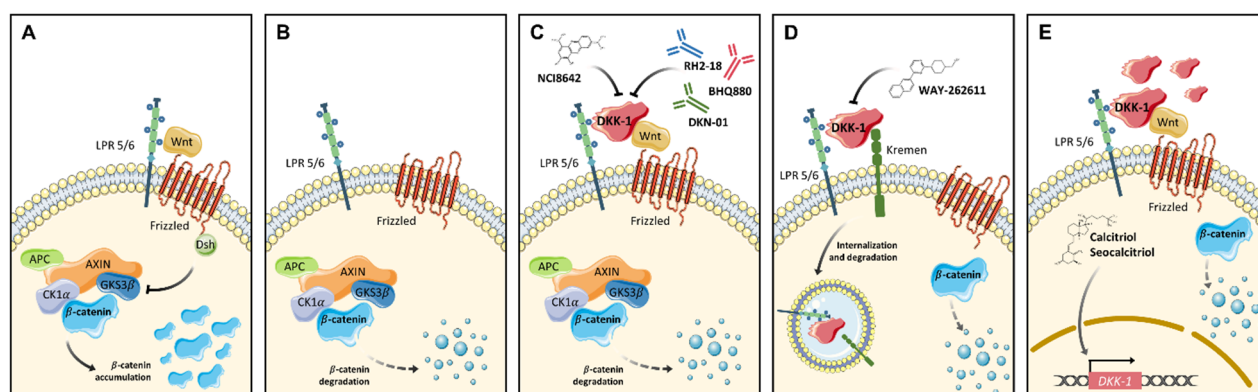 A
Wnt
LPR 5/6
Frizzled
Dsh
APC
AXIN
GKS3β
CK1α
β-catenin
β-catenin
accumulation
B
LPR 5/6
Frizzled
APC
AXIN
GKS3β
CK1α
β-catenin
β-catenin
degradation
C
NCI8642
RH2-18
BHQ880
DKN-01
DKK-1
Wnt
LPR 5/6
Frizzled
APC
AXIN
GKS3β
CK1α
β-catenin
β-catenin
degradation
D
WAY-262611
DKK-1
Kremen
LPR 5/6
Frizzled
Internalization
and degradation
β-catenin
E
DKK-1
Wnt
LPR 5/6
Frizzled
Calcitriol
Seocalcitriol
β-catenin
DKK-1